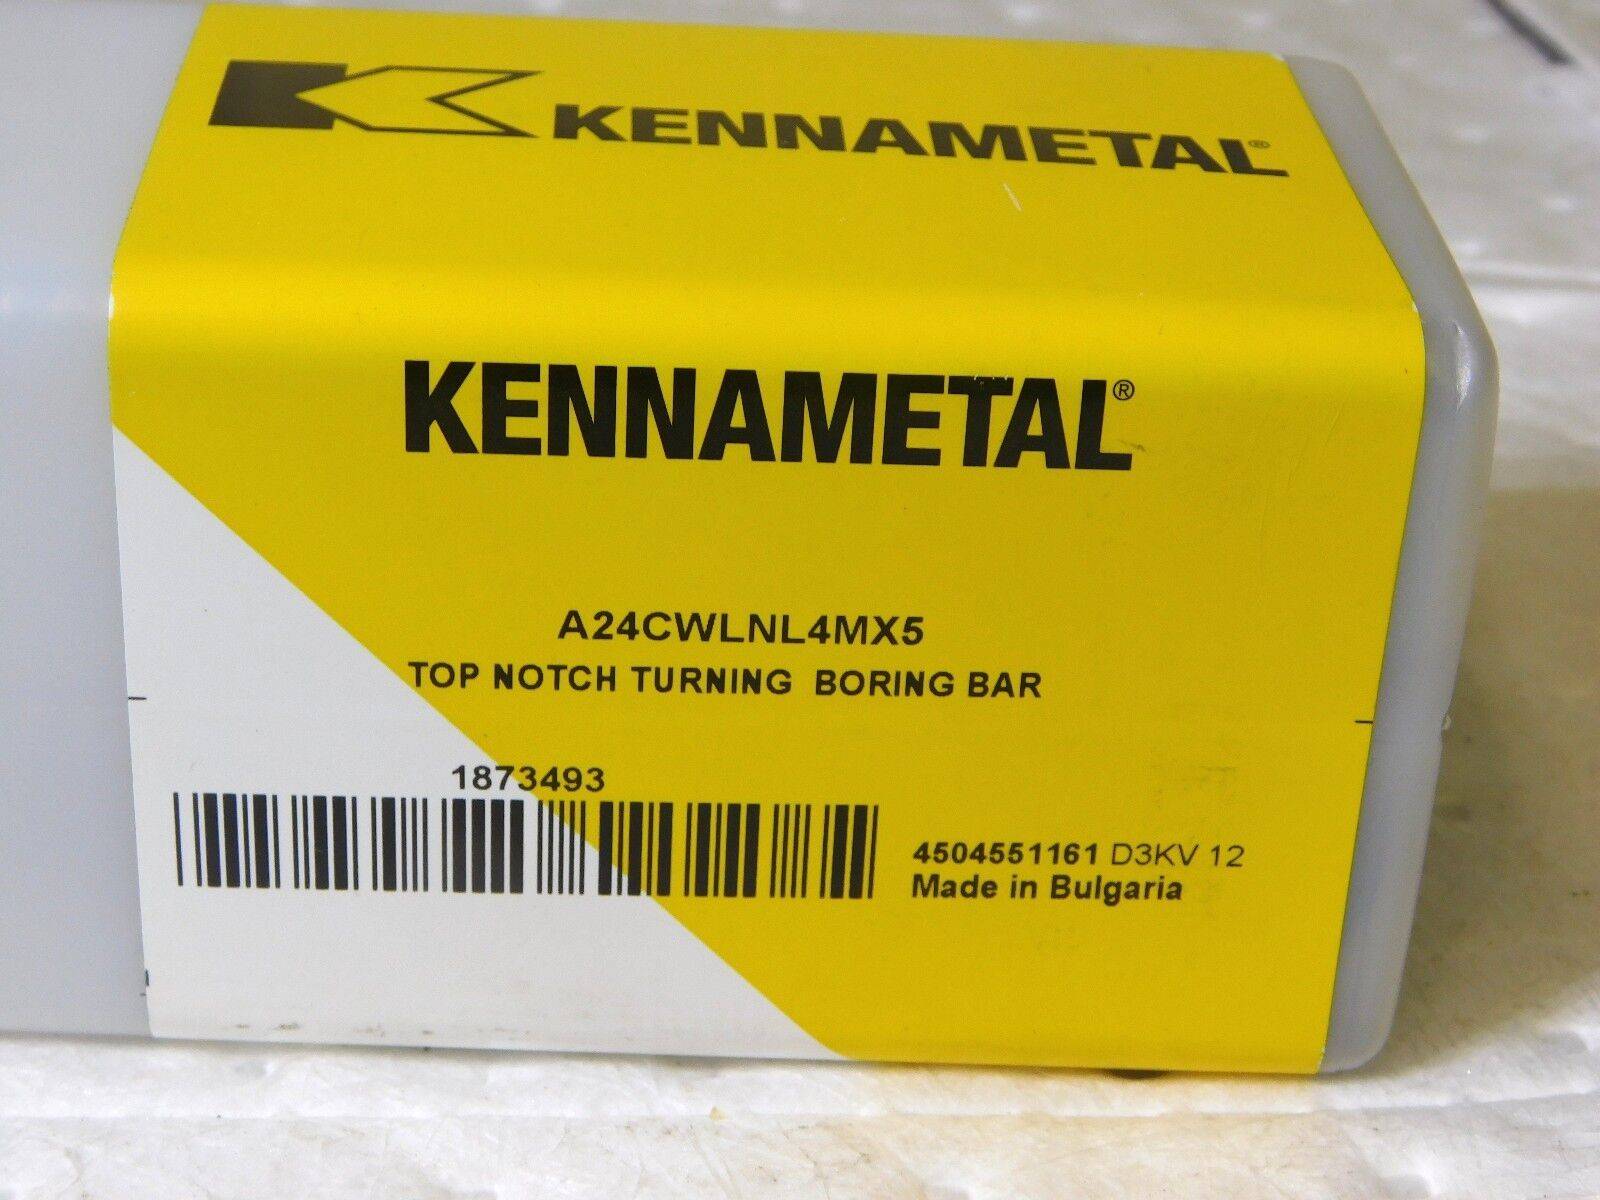 KENNAMETAL®
KENNAMETAL®
A24CWLNL4MX5
TOP NOTCH TURNING BORING BAR
1873493
4504551161 D3KV 12
Made in Bulgaria